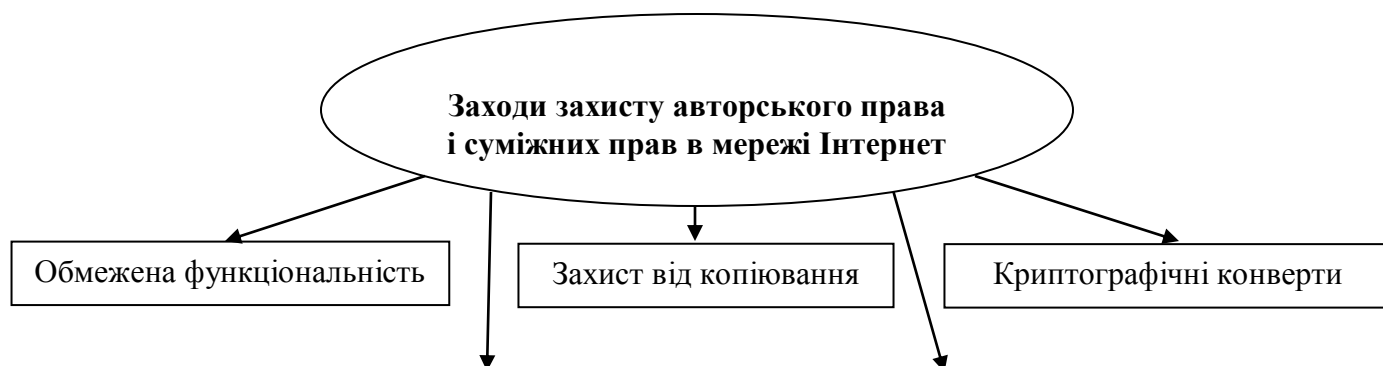 Заходи захисту авторського права
і суміжних прав в мережі Інтернет
Обмежена функціональність
Захист від копіювання
Криптографічні конверти